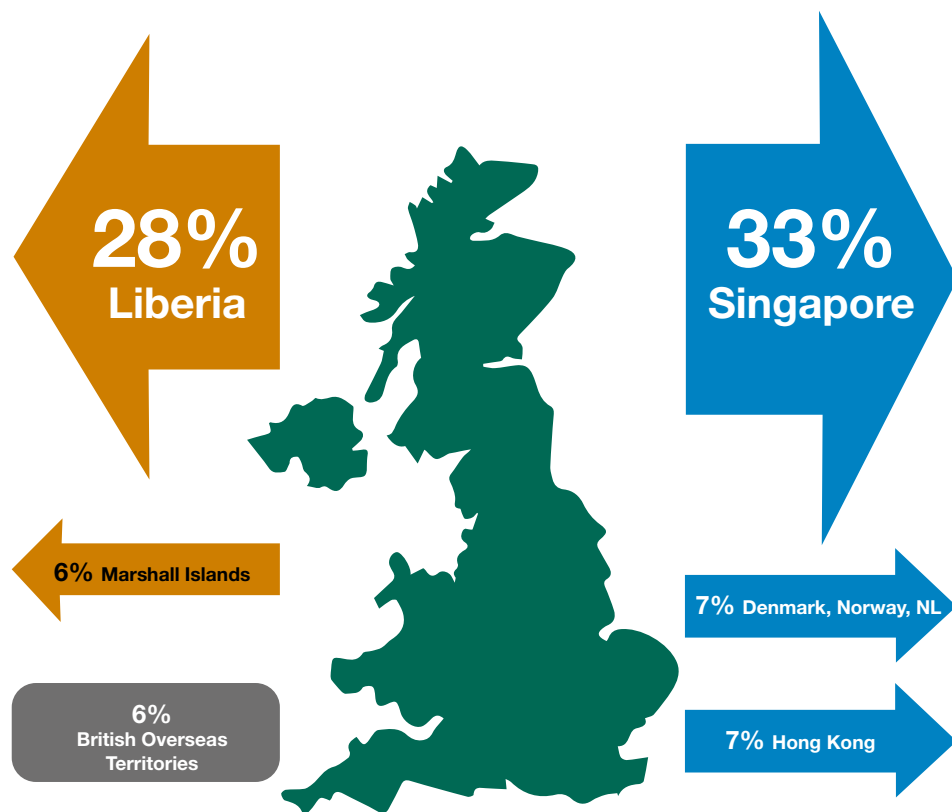 28%
Liberia
33%
Singapore
6% Marshall Islands
7% Denmark, Norway, NL
6%
British Overseas
Territories
7% Hong Kong